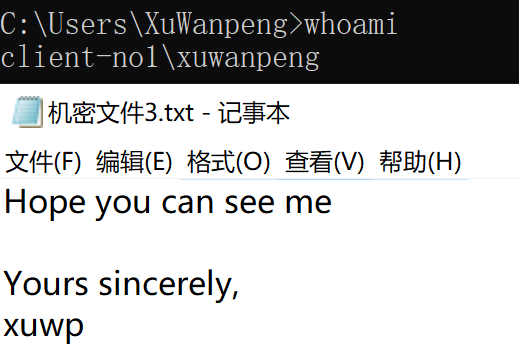 C:\Users\XuWanpeng>whoami
client-no1\xuwanpeng
机密文件3.txt - 记事本
文件(F) 编辑(E) 格式(O) 查看(V) 帮助(H)
Hope you can see me
Yours sincerely,
xuwp